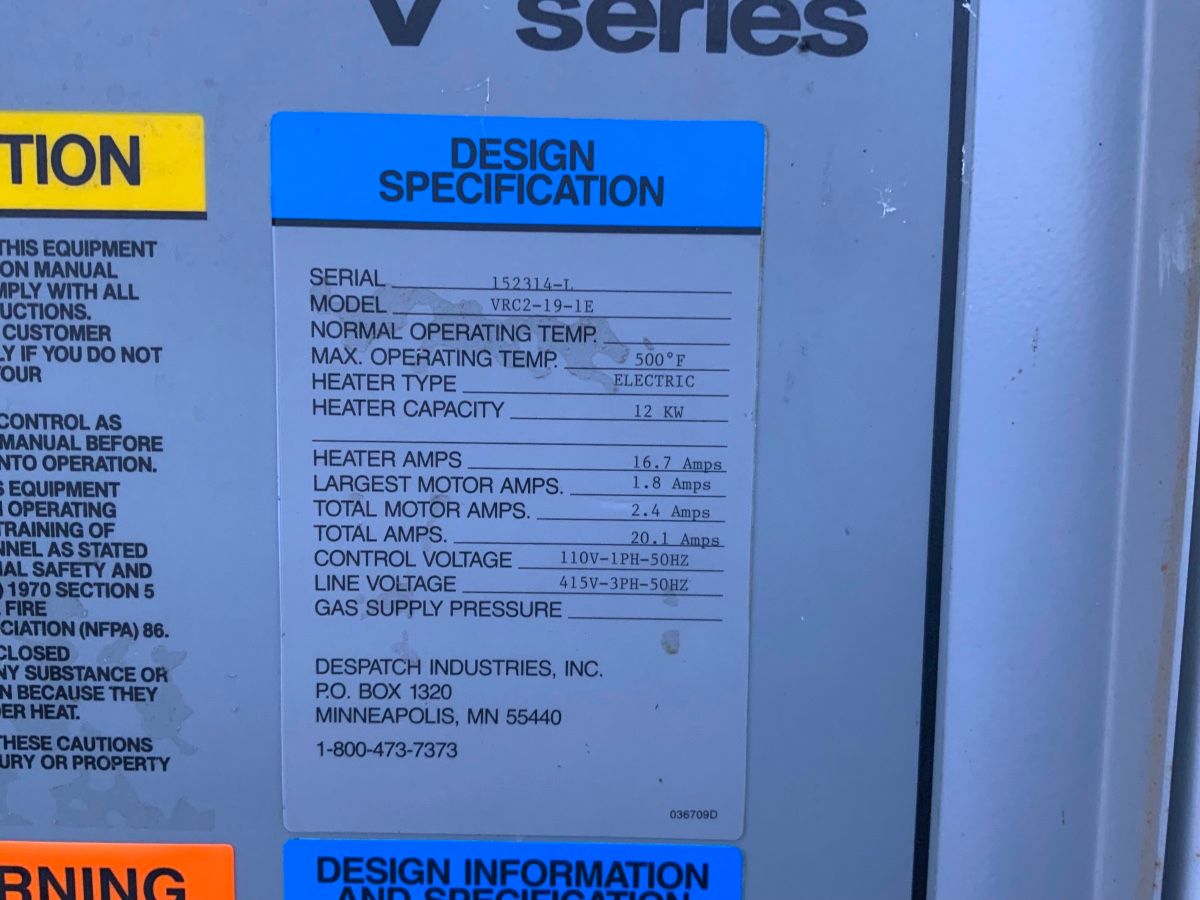 V series
TION
THIS EQUIPMENT
ON MANUAL
MPLY WITH ALL
UCTIONS.
CUSTOMER
LY IF YOU DO NOT
YOUR
CONTROL AS
MANUAL BEFORE
NTO OPERATION.
S EQUIPMENT
OPERATING
TRAINING OF
NNEL AS STATED
AL SAFETY AND
) 1970 SECTION 5
FIRE
CIATION (NFPA) 86.
CLOSED
NY SUBSTANCE OR
N BECAUSE THEY
ER HEAT.
THESE CAUTIONS
URY OR PROPERTY
RNING
DESIGN
SPECIFICATION
SERIAL 152314-L
MODEL VRC2-19-1E
NORMAL OPERATING TEMP.
MAX. OPERATING TEMP. 500°F
HEATER TYPE ELECTRIC
HEATER CAPACITY 12 KW
HEATER AMPS 16.7 Amps
LARGEST MOTOR AMPS. 1.8 Amps
TOTAL MOTOR AMPS. 2.4 Amps
TOTAL AMPS. 20.1 Amps
CONTROL VOLTAGE 110V-1PH-50HZ
LINE VOLTAGE 415V-3PH-50HZ
GAS SUPPLY PRESSURE
DESPATCH INDUSTRIES, INC.
P.O. BOX 1320
MINNEAPOLIS, MN 55440
1-800-473-7373
036709D
DESIGN INFORMATION
AND SPECIFICATION